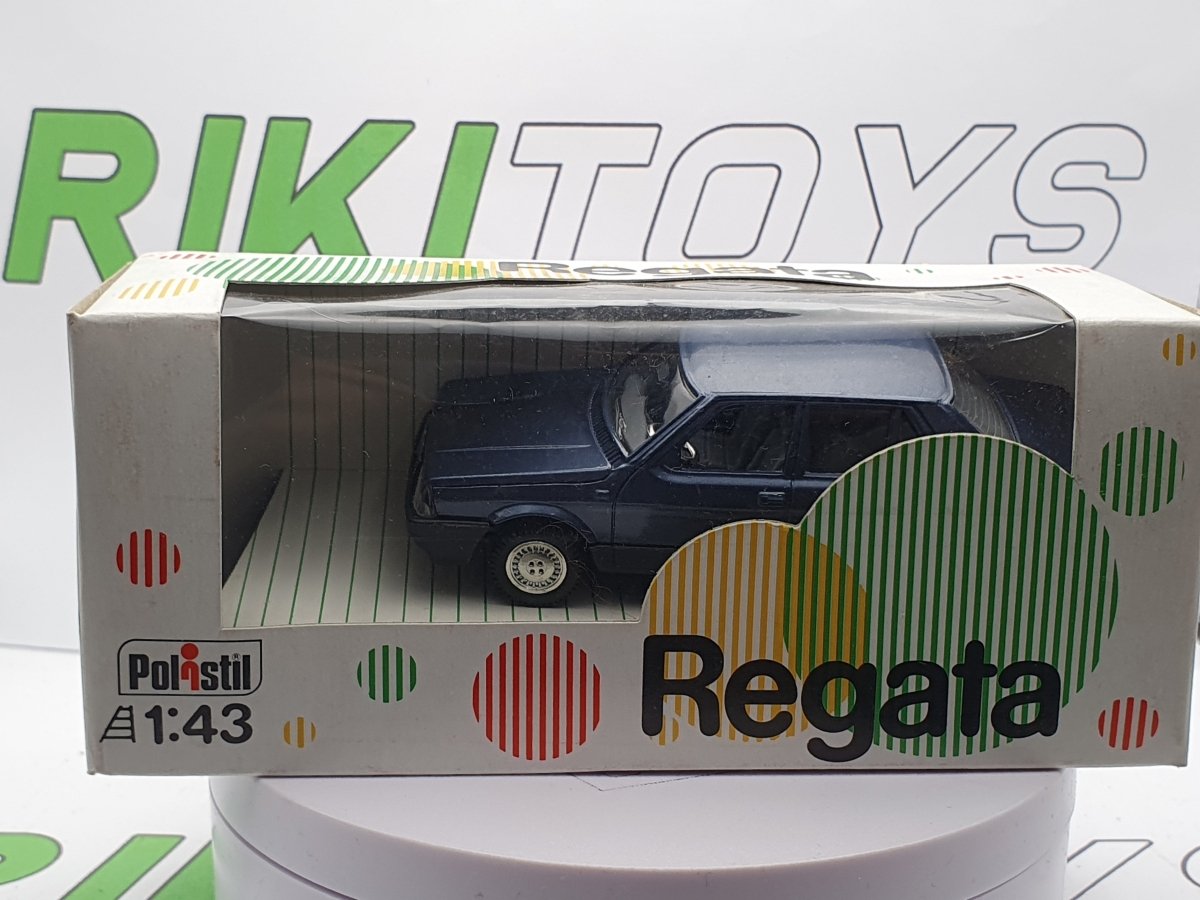 RIKITOYS
Regata
Polistil®
1:43
Regata